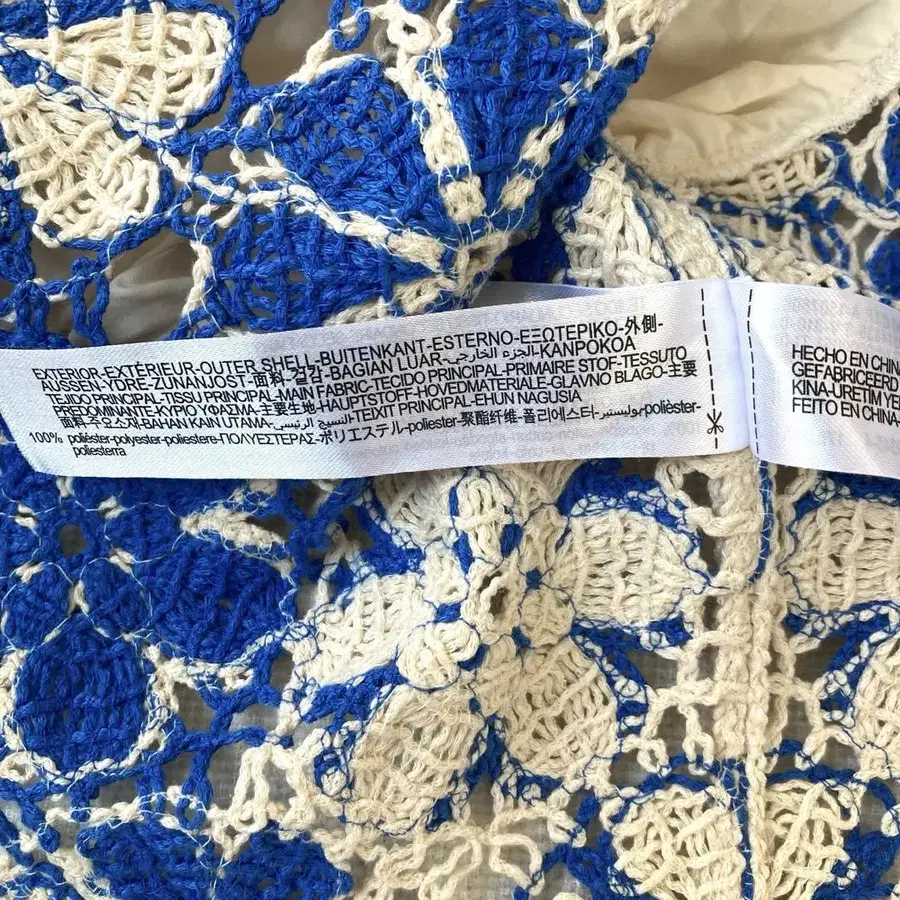 EXTERIOR-EXTÉRIEUR-OUTER SHELL-BUITENKANT-ESTERNO-ΕΞΩΤΕΡΙΚΟ-外側-
AUSSEN-YDRE-ZUNANJOST-面料-겉감-BAGIAN LUAR-الجزء الخارجي-KANPOKOA
TEJIDO PRINCIPAL-TISSU PRINCIPAL-MAIN FABRIC-TECIDO PRINCIPAL-PRIMAIRE STOF-TESSUTO
PREDOMINANTE-ΚΥΡΙΟ ΥΦΑΣΜΑ-主要生地-HAUPTSTOFF-HOVEDMATERIALE-GLAVNO BLAGO-主要
面料-주요소재-BAHAN KAIN UTAMA-النسيج الرئيسي-TEIXIT PRINCIPAL-EHUN NAGUSIA
100% poliéster-polyester-poliestere-ΠΟΛΥΕΣΤΕΡΑΣ-ポリエステル-poliester-聚酯纤维-폴리에스터-بوليستير-polièster-
poliesterra
HECHO EN CHINA
GEFABRICEERD
KINA-URETIM YER
FEITO EN CHINA-